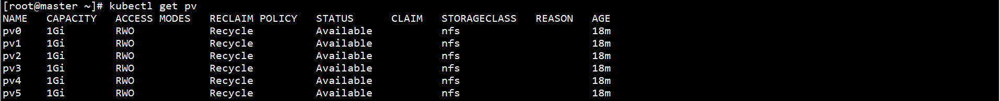 [root@master ~]# kubectl get pv
NAME   CAPACITY   ACCESS MODES   RECLAIM POLICY   STATUS      CLAIM   STORAGECLASS   REASON   AGE
pv0    1Gi        RWO            Recycle          Available           nfs                     18m
pv1    1Gi        RWO            Recycle          Available           nfs                     18m
pv2    1Gi        RWO            Recycle          Available           nfs                     18m
pv3    1Gi        RWO            Recycle          Available           nfs                     18m
pv4    1Gi        RWO            Recycle          Available           nfs                     18m
pv5    1Gi        RWO            Recycle          Available           nfs                     18m